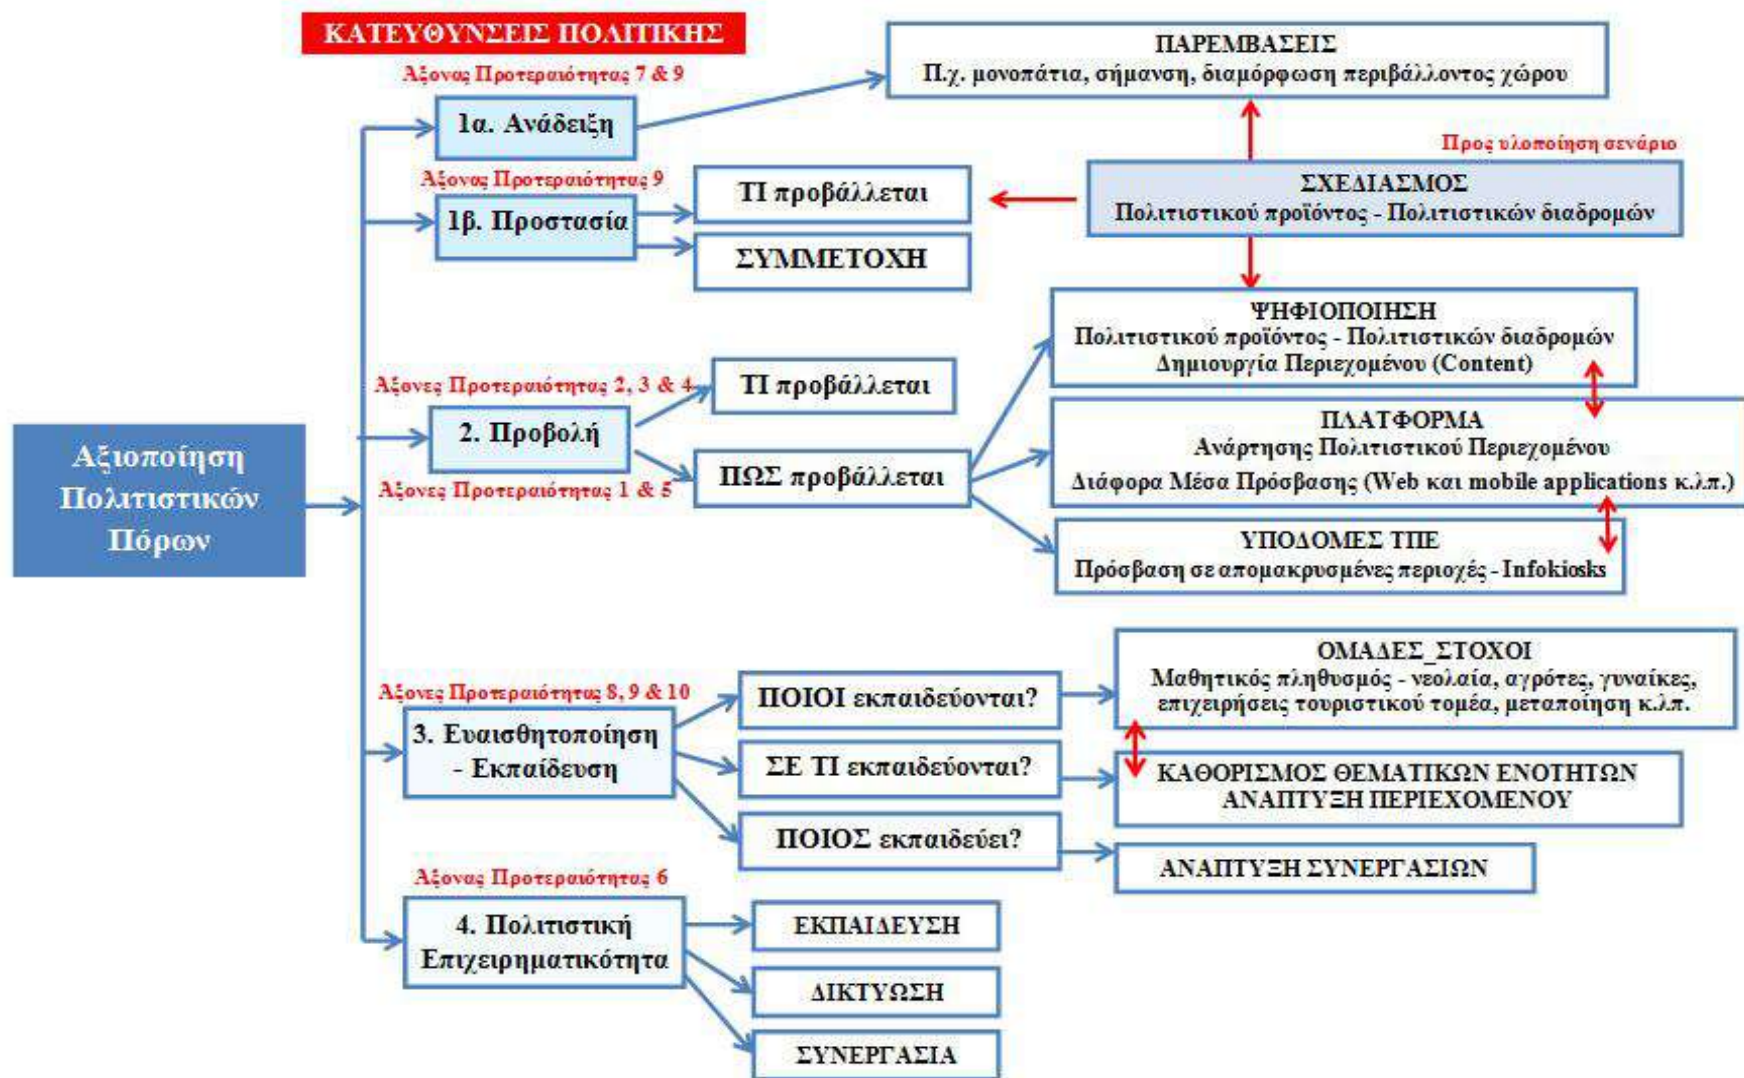 ΚΑΤΕΥΘΥΝΣΕΙΣ ΠΟΛΙΤΙΚΗΣ
Αξιοποίηση
Πολιτιστικών
Πόρων
Άξονας Προτεραιότητας 7 & 9
1α. Ανάδειξη
ΠΑΡΕΜΒΑΣΕΙΣ
Π.χ. μονοπάτια, σήμανση, διαμόρφωση περιβάλλοντος χώρου
Άξονας Προτεραιότητας 9
1β. Προστασία
ΤΙ προβάλλεται
ΣΥΜΜΕΤΟΧΗ
Προς υλοποίηση σενάριο
ΣΧΕΔΙΑΣΜΟΣ
Πολιτιστικού προϊόντος - Πολιτιστικών διαδρομών
Άξονες Προτεραιότητας 2, 3 & 4
2. Προβολή
Άξονες Προτεραιότητας 1 & 5
ΤΙ προβάλλεται
ΠΩΣ προβάλλεται
ΨΗΦΙΟΠΟΙΗΣΗ
Πολιτιστικού προϊόντος - Πολιτιστικών διαδρομών
Δημιουργία Περιεχομένου (Content)
ΠΛΑΤΦΟΡΜΑ
Ανάρτησης Πολιτιστικού Περιεχομένου
Διάφορα Μέσα Πρόσβασης (Web και mobile applications κ.λπ.)
ΥΠΟΔΟΜΕΣ ΤΠΕ
Πρόσβαση σε απομακρυσμένες περιοχές - Infokiosks
Άξονες Προτεραιότητας 8, 9 & 10
3. Ευαισθητοποίηση
- Εκπαίδευση
ΠΟΙΟΙ εκπαιδεύονται?
ΣΕ ΤΙ εκπαιδεύονται?
ΠΟΙΟΣ εκπαιδεύει?
ΟΜΑΔΕΣ_ΣΤΟΧΟΙ
Μαθητικός πληθυσμός - νεολαία, αγρότες, γυναίκες,
επιχειρήσεις τουριστικού τομέα, μεταποίηση κ.λπ.
ΚΑΘΟΡΙΣΜΟΣ ΘΕΜΑΤΙΚΩΝ ΕΝΟΤΗΤΩΝ
ΑΝΑΠΤΥΞΗ ΠΕΡΙΕΧΟΜΕΝΟΥ
ΑΝΑΠΤΥΞΗ ΣΥΝΕΡΓΑΣΙΩΝ
Άξονας Προτεραιότητας 6
4. Πολιτιστική
Επιχειρηματικότητα
ΕΚΠΑΙΔΕΥΣΗ
ΔΙΚΤΥΩΣΗ
ΣΥΝΕΡΓΑΣΙΑ